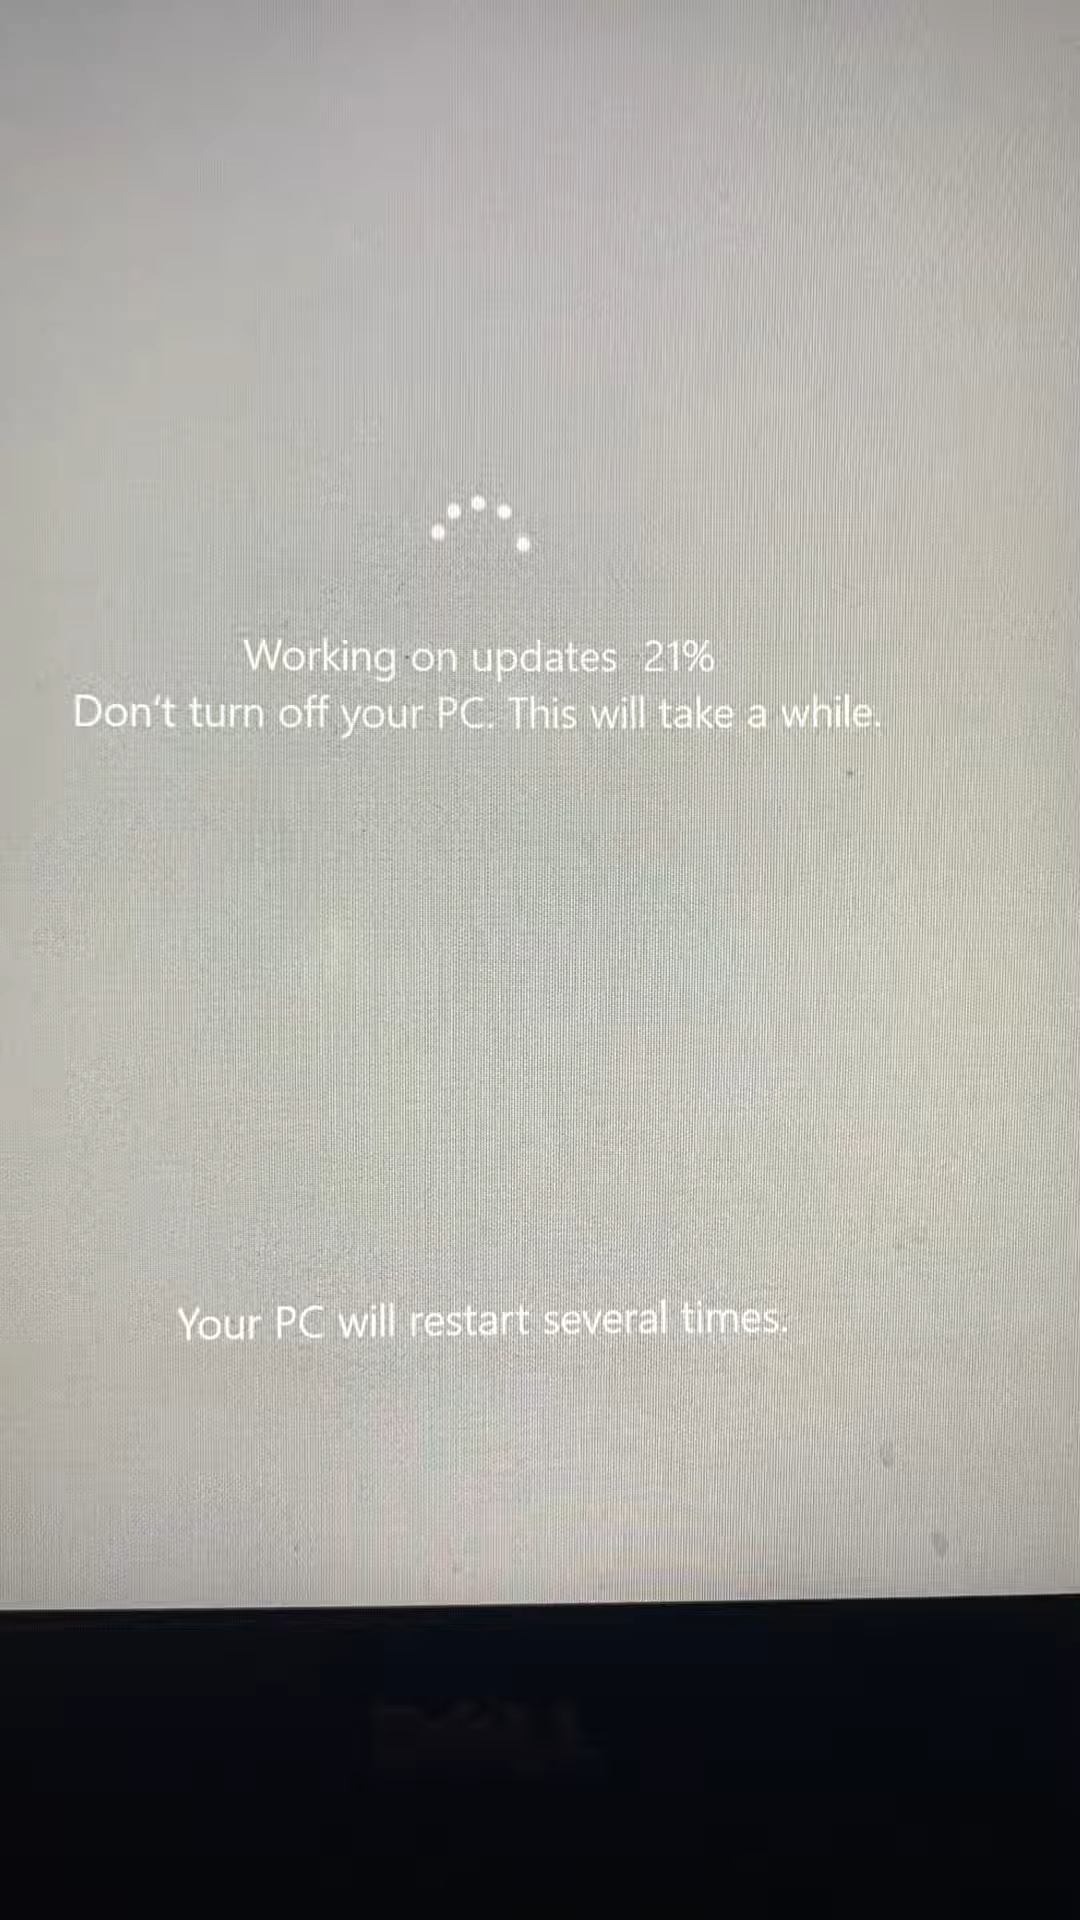 Working on updates 21%
Don't turn off your PC. This will take a while.
Your PC will restart several times.